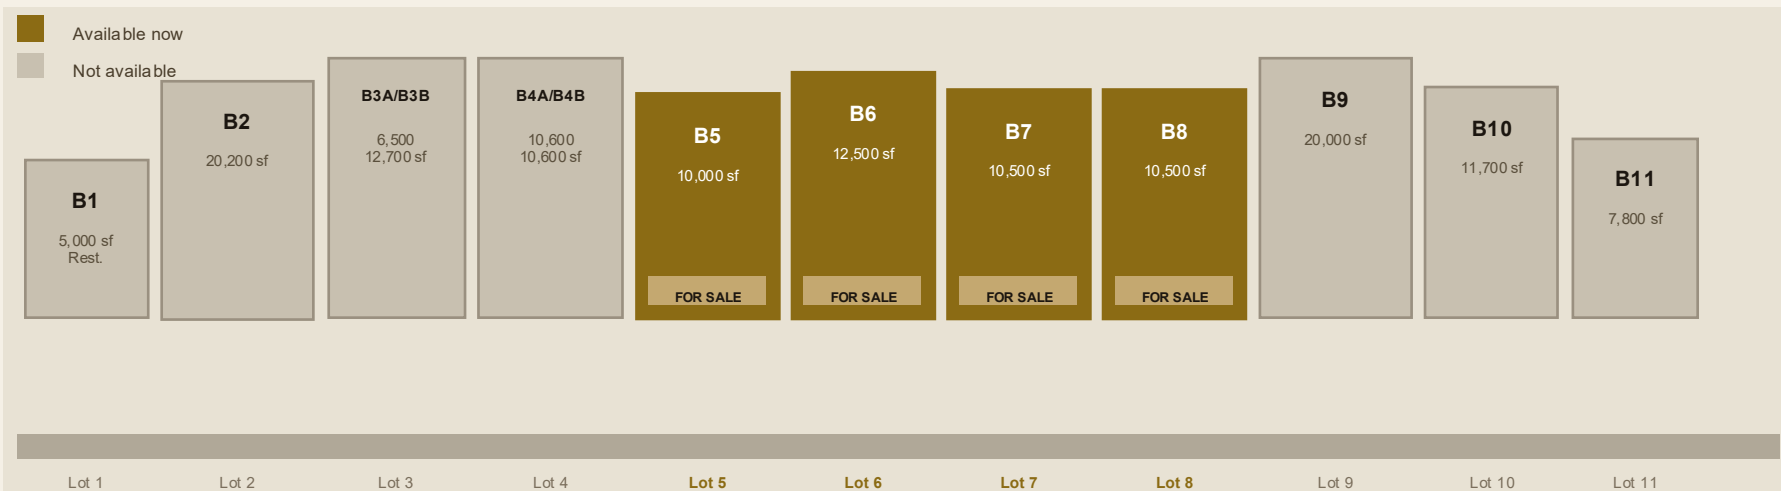 Available now
Not available
B1
5,000 sf
Rest.
B2
20,200 sf
B3A/B3B
6,500
12,700 sf
B4A/B4B
10,600
10,600 sf
B5
10,000 sf
FOR SALE
B6
12,500 sf
FOR SALE
B7
10,500 sf
FOR SALE
B8
10,500 sf
FOR SALE
B9
20,000 sf
B10
11,700 sf
B11
7,800 sf
Lot 1
Lot 2
Lot 3
Lot 4
Lot 5
Lot 6
Lot 7
Lot 8
Lot 9
Lot 10
Lot 11